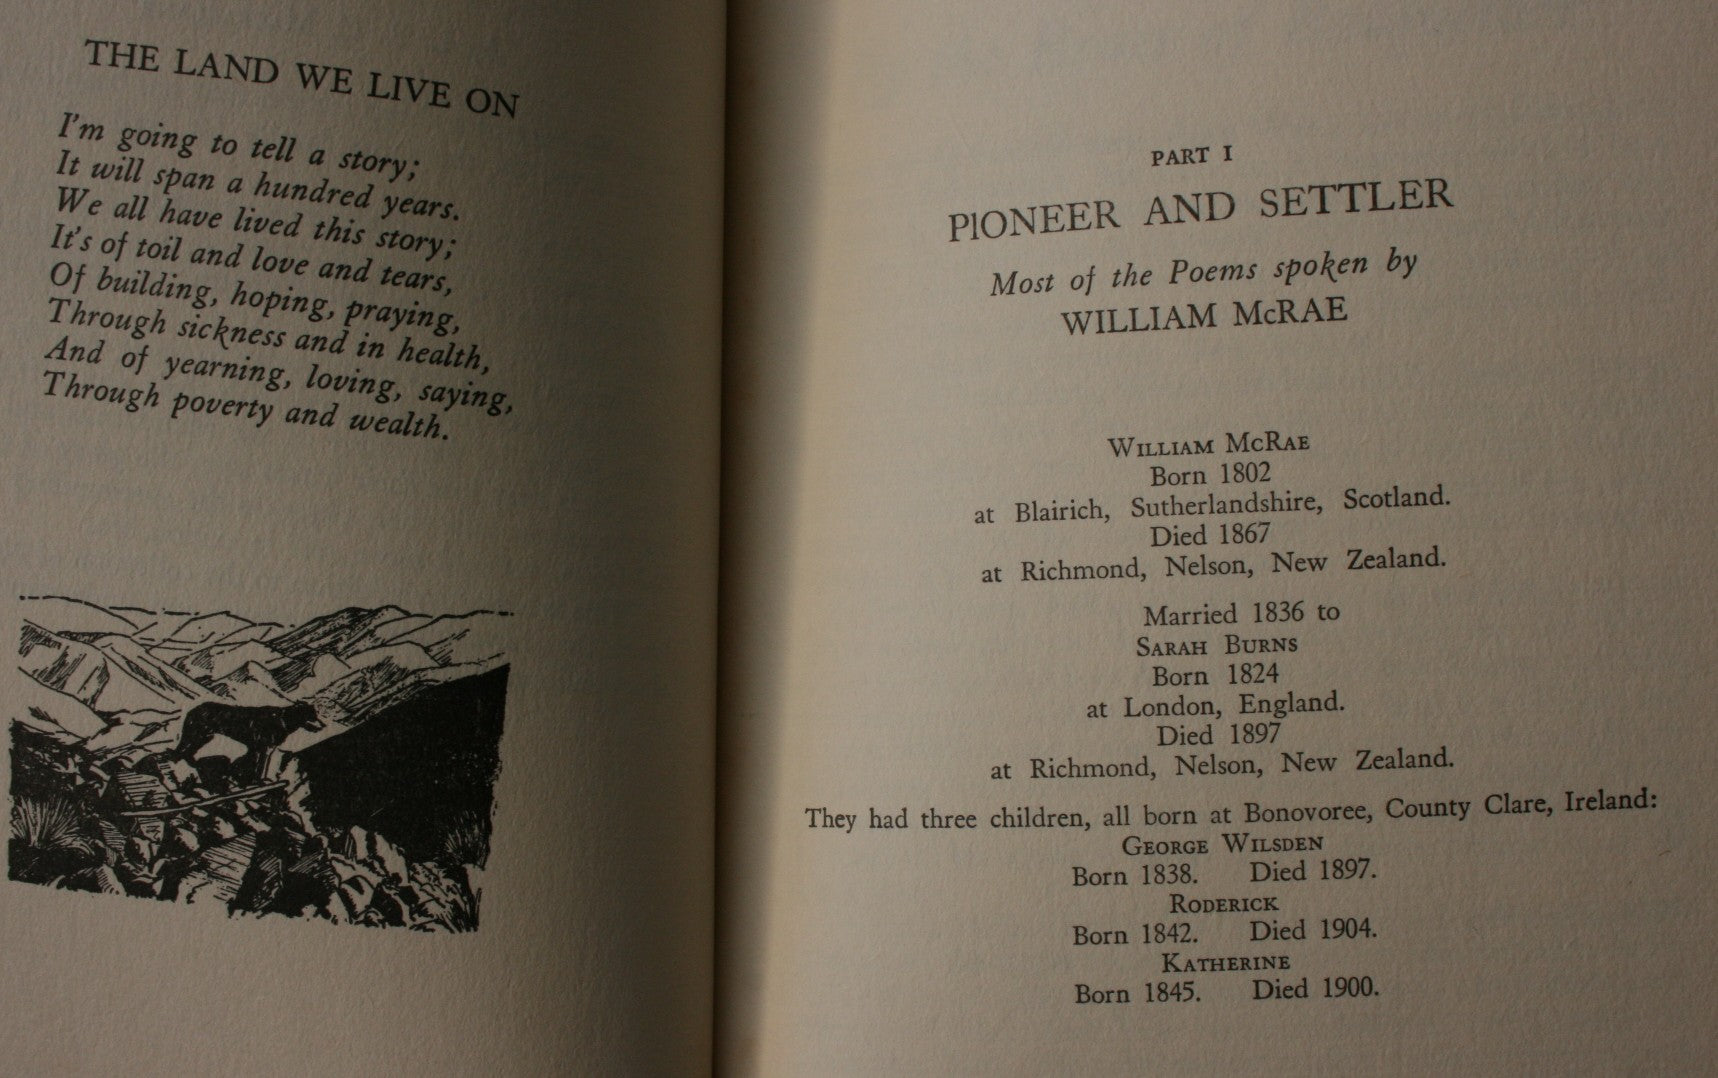 THE LAND WE LIVE ON
I'm going to tell a story;
It will span a hundred years.
We all have lived this story;
It's of toil and love and tears,
Of building, hoping, praying,
Through sickness and in health,
And of yearning, loving, saying,
Through poverty and wealth.
PART I
PIONEER AND SETTLER
Most of the Poems spoken by
WILLIAM McRAE
WILLIAM McRAE
Born 1802
at Blairich, Sutherlandshire, Scotland.
Died 1867
at Richmond, Nelson, New Zealand.
Married 1836 to
SARAH BURNS
Born 1824
at London, England.
Died 1897
at Richmond, Nelson, New Zealand.
They had three children, all born at Bonovoree, County Clare, Ireland:
GEORGE WILSDEN
Born 1838. Died 1897.
RODERICK
Born 1842. Died 1904.
KATHERINE
Born 1845. Died 1900.